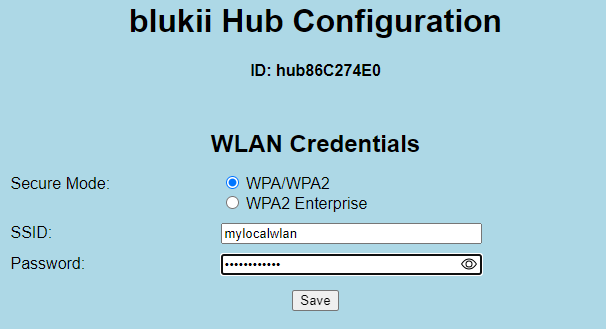 blukii Hub Configuration
ID: hub86C274E0
WLAN Credentials
Secure Mode: WPA/WPA2
WPA2 Enterprise
SSID: mylocalwlan
Password: ••••••••••••
Save